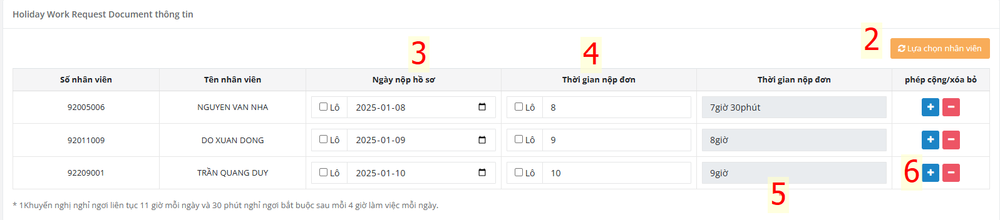 Holiday Work Request Document thông tin
2
Lựa chọn nhân viên
3
4
Số nhân viên Tên nhân viên Ngày nộp hồ sơ Thời gian nộp đơn Thời gian nộp đơn phép cộng/xóa bỏ
92005006 NGUYEN VAN NHA Lô 2025-01-08 Lô 8 7giờ 30phút
92011009 DO XUAN DONG Lô 2025-01-09 Lô 9 8giờ
92209001 TRẦN QUANG DUY Lô 2025-01-10 Lô 10 9giờ 6
5
* 1Khuyến nghị nghỉ ngơi liên tục 11 giờ mỗi ngày và 30 phút nghỉ ngơi bắt buộc sau mỗi 4 giờ làm việc mỗi ngày.